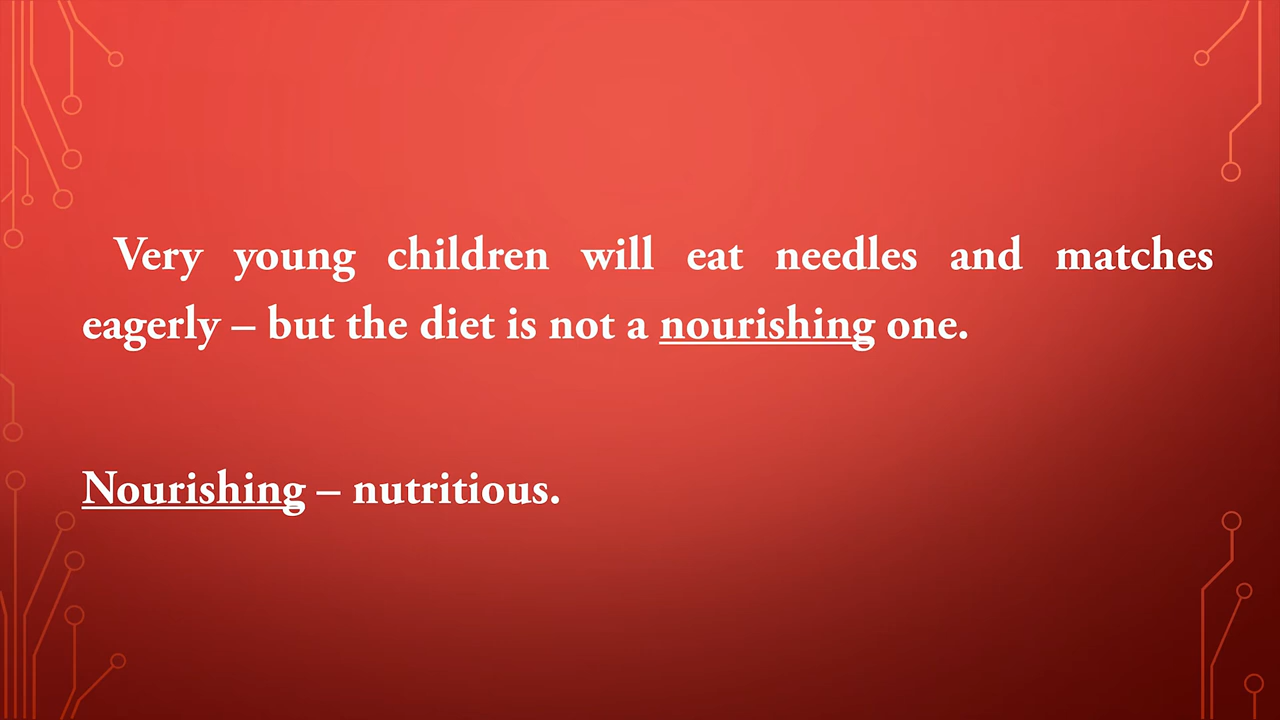 Very young children will eat needles and matches
eagerly – but the diet is not a nourishing one.
Nourishing – nutritious.